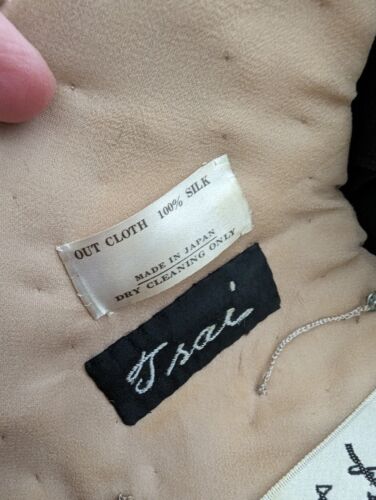 OUT CLOTH 100% SILK
MADE IN JAPAN
DRY CLEANING ONLY
Tsai